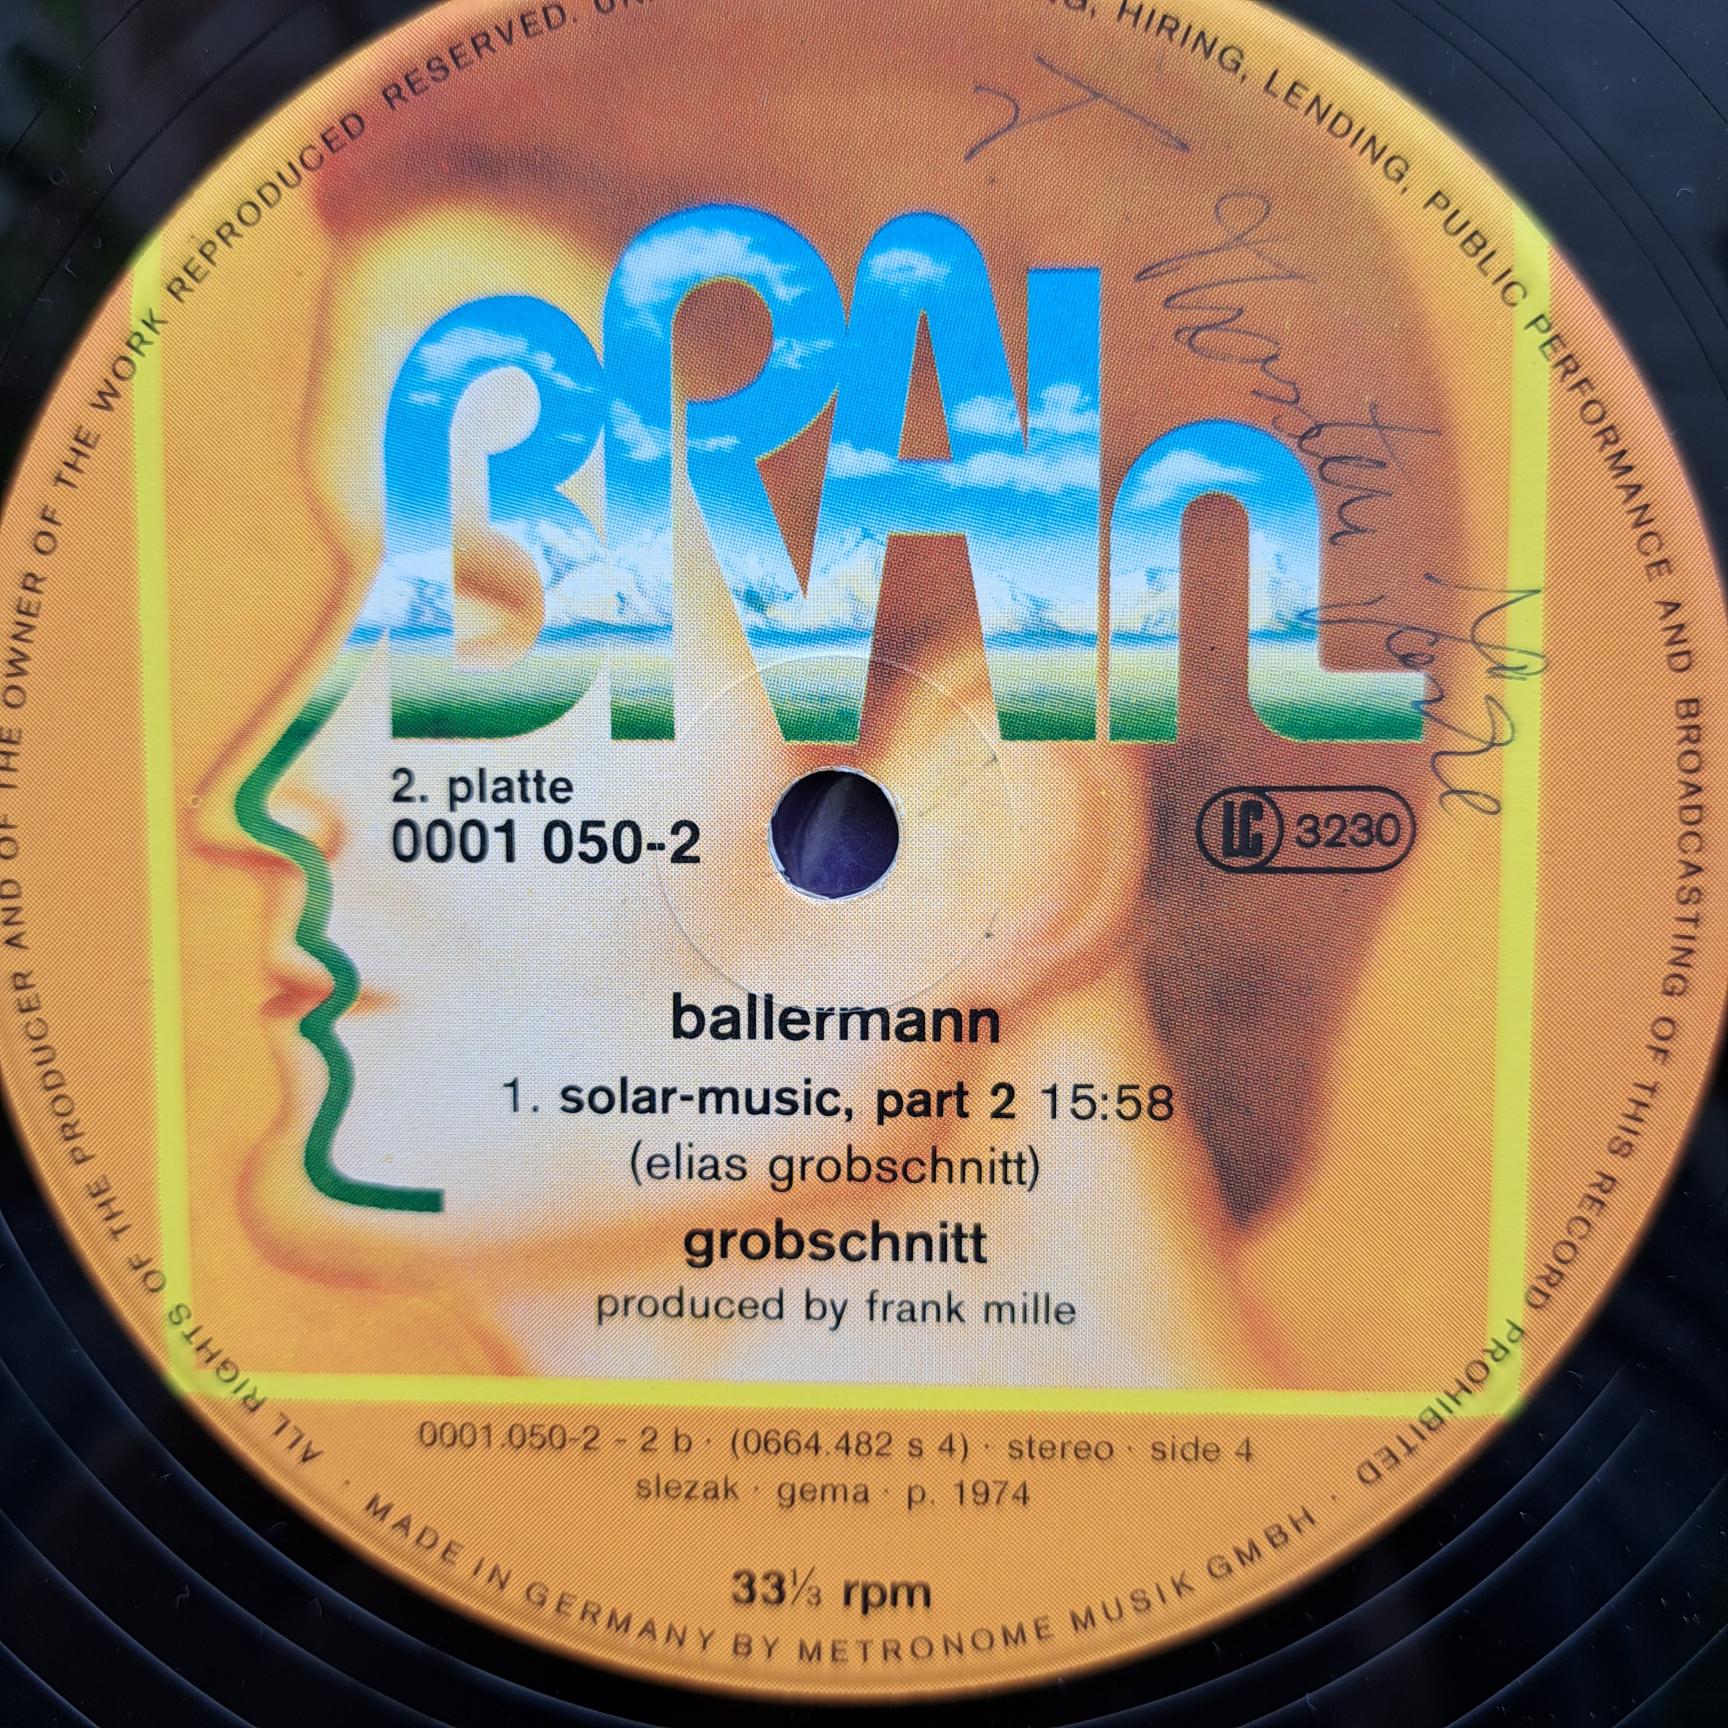 BRAIN
2. platte
0001 050-2
LC 3230
ballermann
1. solar-music, part 2 15:58
(elias grobschnitt)
grobschnitt
produced by frank mille
0001.050-2 - 2 b · (0664.482 s 4) · stereo · side 4
slezak · gema · p. 1974
33⅓ rpm
ALL RIGHTS OF THE PRODUCER AND OF THE OWNER OF THE WORK REPRODUCED RESERVED. HIRING, LENDING, PUBLIC PERFORMANCE AND BROADCASTING OF THIS RECORD PROHIBITED ·
MADE IN GERMANY BY METRONOME MUSIK GMBH ·